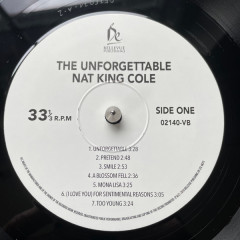 THE UNFORGETTABLE
NAT KING COLE
33 1/3 R.P.M
SIDE ONE
02140-VB
1. UNFORGETTABLE 3:28
2. PRETEND 2:48
3. SMILE 2:53
4. A BLOSSOM FELL 2:36
5. MONA LISA 3:25
6. (I LOVE YOU) FOR SENTIMENTAL REASONS 3:05
7. TOO YOUNG 3:24